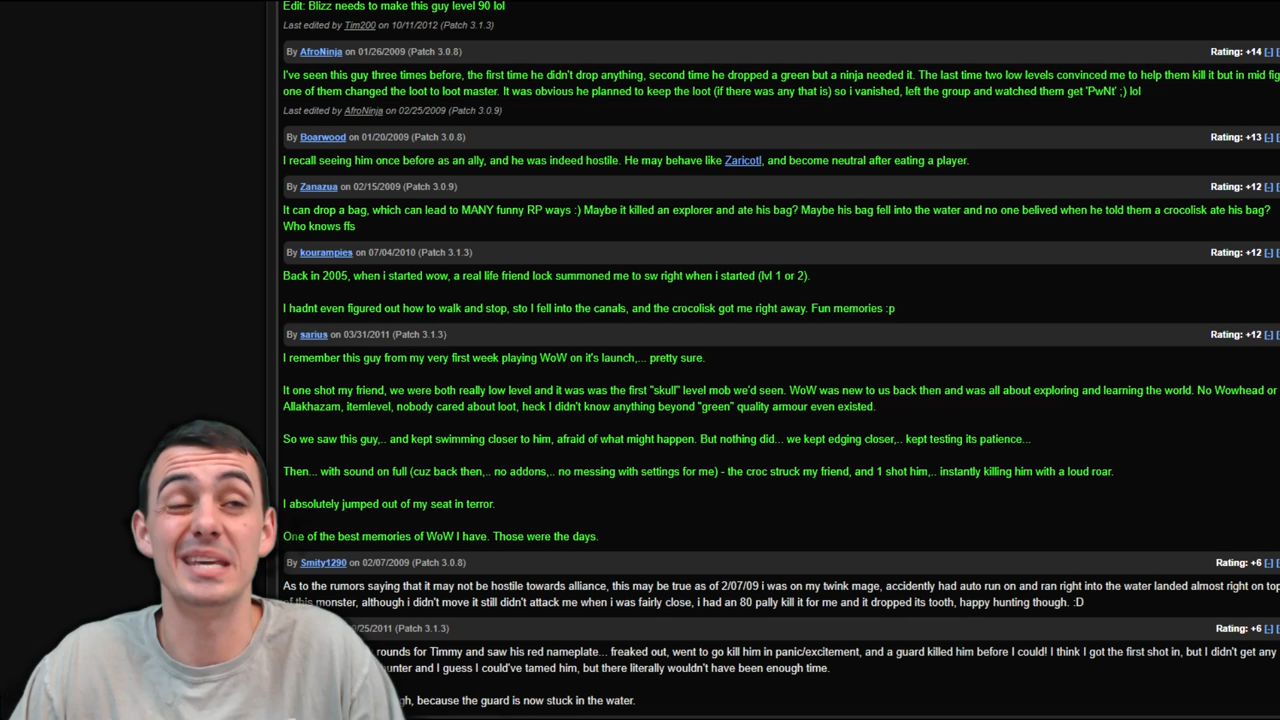 Edit: Blizz needs to make this guy level 90 lol
Last edited by Tim200 on 10/11/2012 (Patch 3.1.3)
By AfroNinja on 01/26/2009 (Patch 3.0.8) Rating: +14 [-] [
I've seen this guy three times before, the first time he didn't drop anything, second time he dropped a green but a ninja needed it. The last time two low levels convinced me to help them kill it but in mid fig
one of them changed the loot to loot master. It was obvious he planned to keep the loot (if there was any that is) so i vanished, left the group and watched them get 'PwNt' ;) lol
Last edited by AfroNinja on 02/25/2009 (Patch 3.0.9)
By Boarwood on 01/20/2009 (Patch 3.0.8) Rating: +13 [-] [
I recall seeing him once before as an ally, and he was indeed hostile. He may behave like Zaricotl, and become neutral after eating a player.
By Zanazua on 02/15/2009 (Patch 3.0.9) Rating: +12 [-] [
It can drop a bag, which can lead to MANY funny RP ways :) Maybe it killed an explorer and ate his bag? Maybe his bag fell into the water and no one belived when he told them a crocolisk ate his bag?
Who knows ffs
By kourampies on 07/04/2010 (Patch 3.1.3) Rating: +12 [-] [
Back in 2005, when i started wow, a real life friend lock summoned me to sw right when i started (lvl 1 or 2).
I hadnt even figured out how to walk and stop, sto I fell into the canals, and the crocolisk got me right away. Fun memories :p
By sarius on 03/31/2011 (Patch 3.1.3) Rating: +12 [-] [
I remember this guy from my very first week playing WoW on it's launch,... pretty sure.
It one shot my friend, we were both really low level and it was was the first "skull" level mob we'd seen. WoW was new to us back then and was all about exploring and learning the world. No Wowhead or
Allakhazam, itemlevel, nobody cared about loot, heck I didn't know anything beyond "green" quality armour even existed.
So we saw this guy,.. and kept swimming closer to him, afraid of what might happen. But nothing did... we kept edging closer,.. kept testing its patience...
Then... with sound on full (cuz back then,.. no addons,.. no messing with settings for me) - the croc struck my friend, and 1 shot him,.. instantly killing him with a loud roar.
I absolutely jumped out of my seat in terror.
One of the best memories of WoW I have. Those were the days.
By Smity1290 on 02/07/2009 (Patch 3.0.8) Rating: +6 [-] [
As to the rumors saying that it may not be hostile towards alliance, this may be true as of 2/07/09 i was on my twink mage, accidently had auto run on and ran right into the water landed almost right on top
of this monster, although i didn't move it still didn't attack me when i was fairly close, i had an 80 pally kill it for me and it dropped its tooth, happy hunting though. :D
/25/2011 (Patch 3.1.3) Rating: +6 [-] [
rounds for Timmy and saw his red nameplate... freaked out, went to go kill him in panic/excitement, and a guard killed him before I could! I think I got the first shot in, but I didn't get any
and I guess I could've tamed him, but there literally wouldn't have been enough time.
because the guard is now stuck in the water.